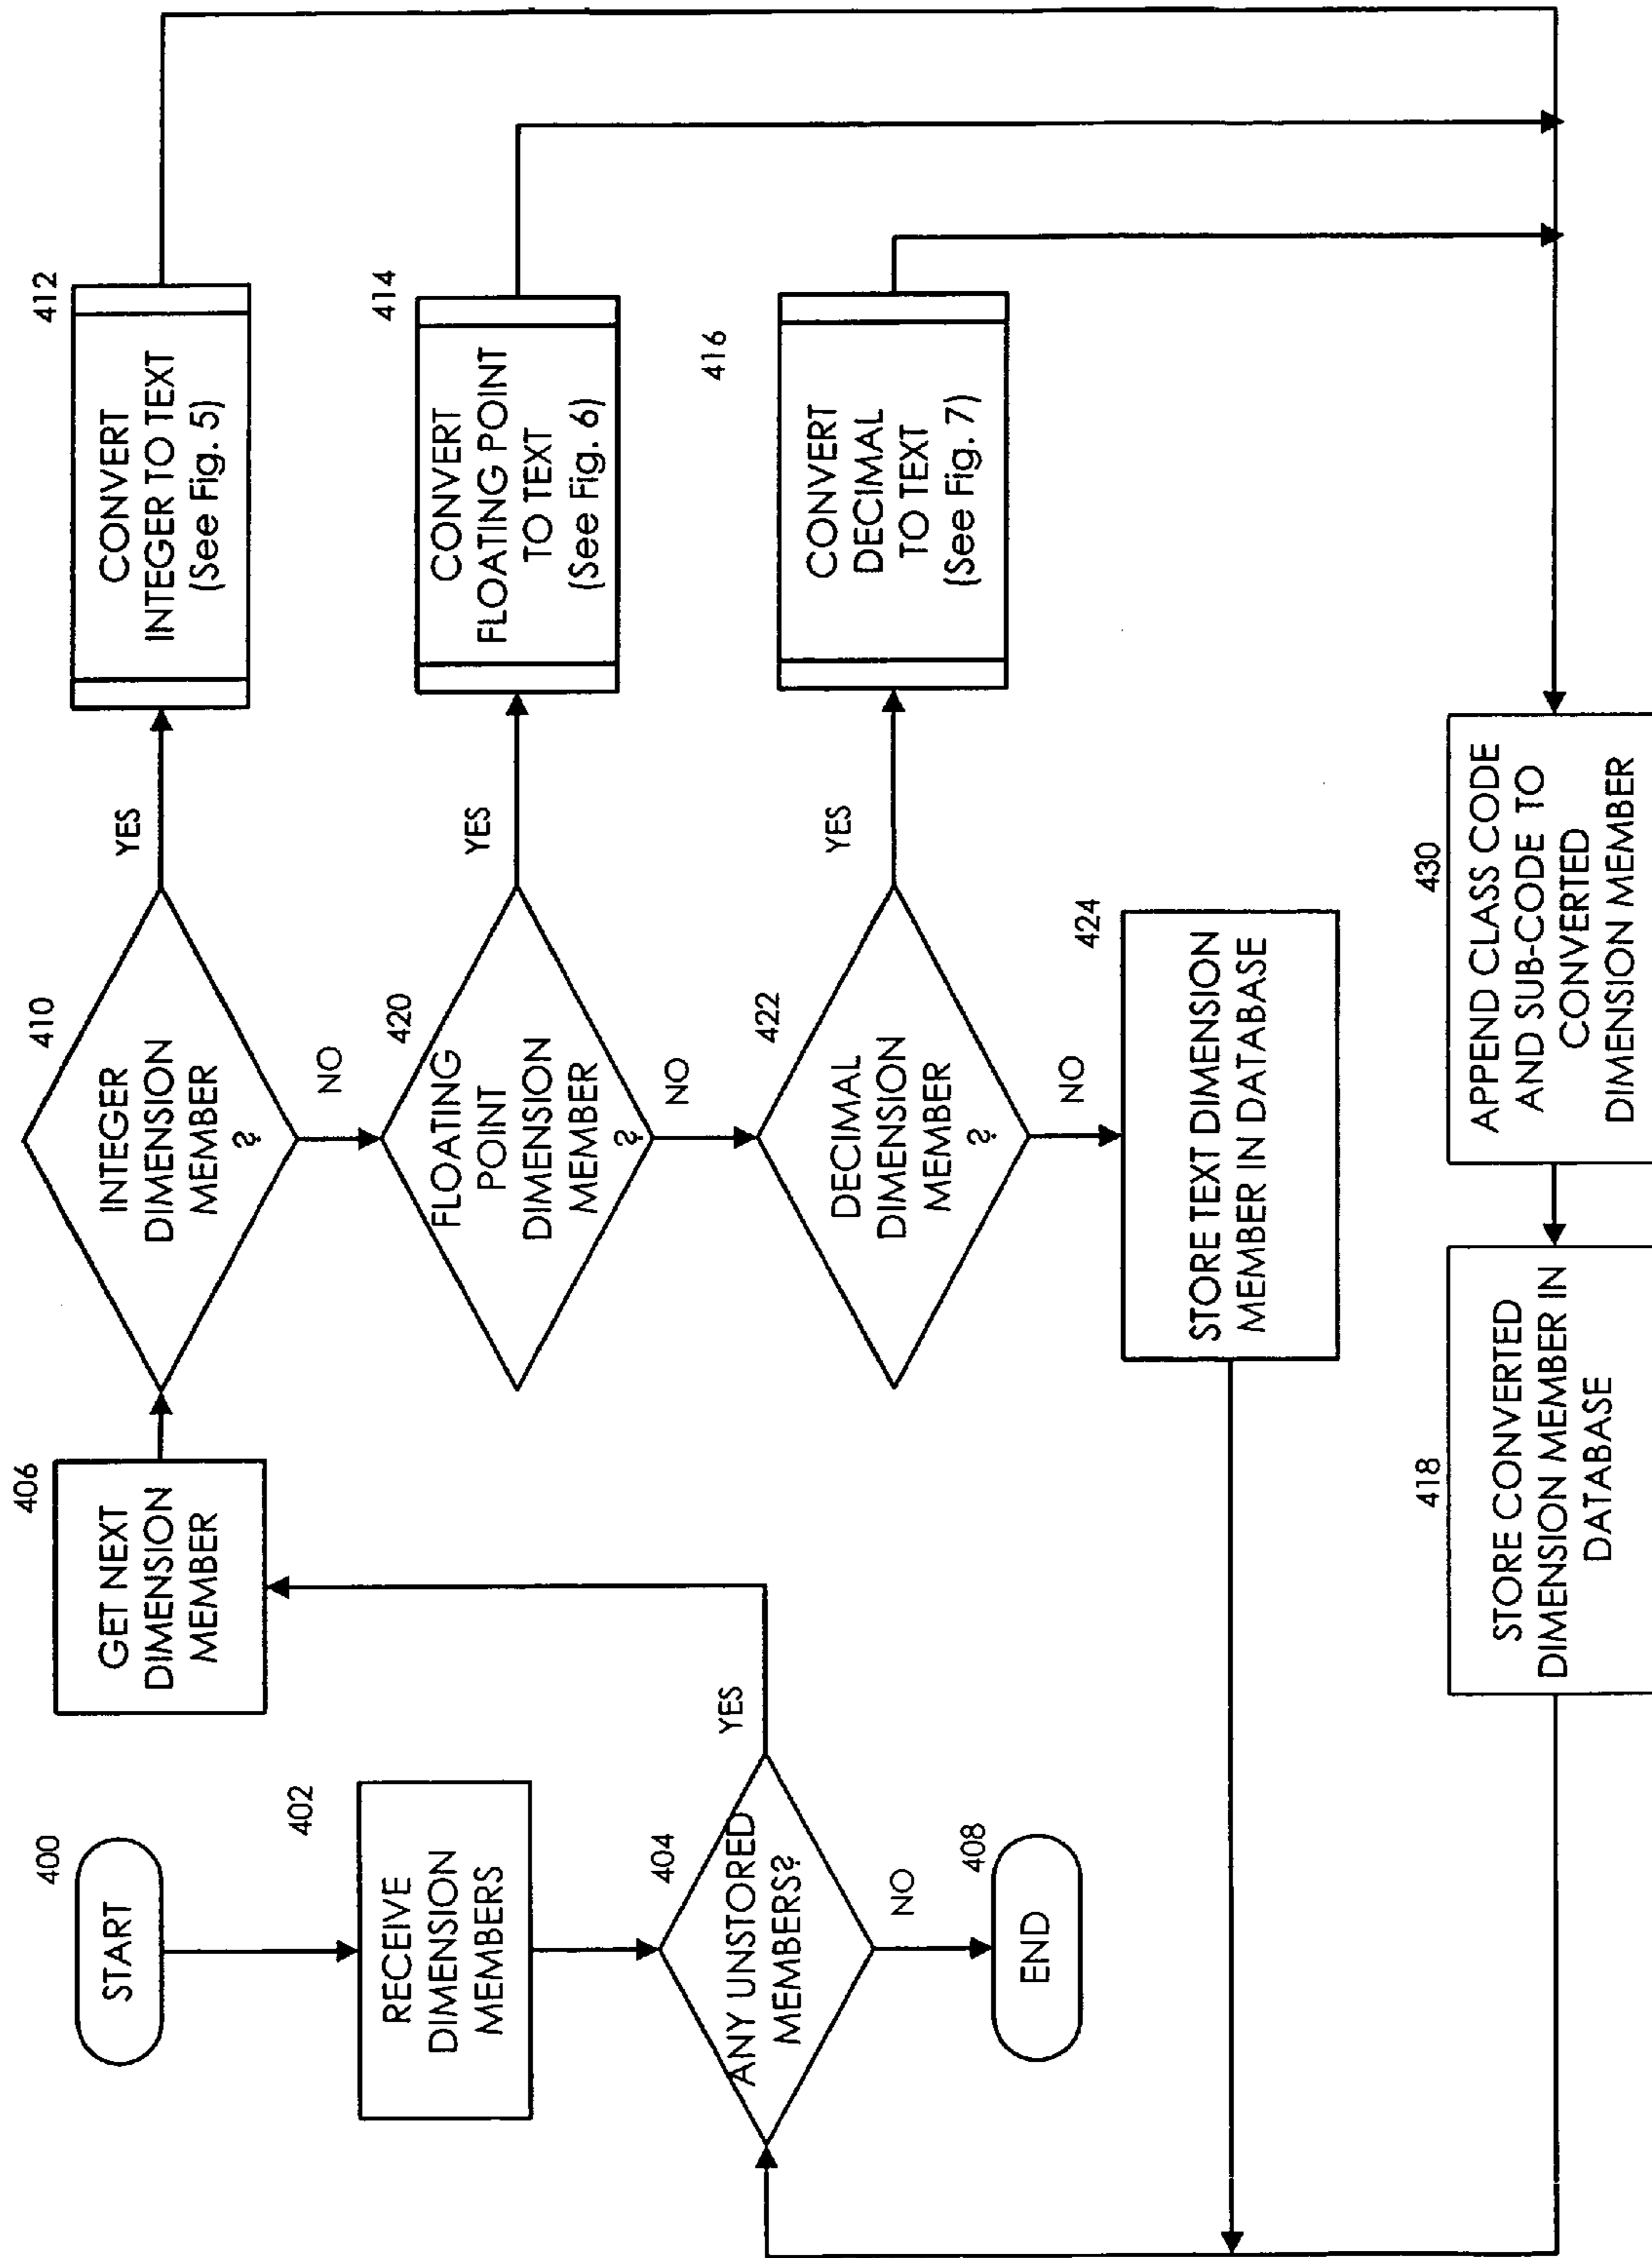 400
START
402
RECEIVE
DIMENSION
MEMBERS
404
ANY UNSTORED
MEMBERS?
YES
NO
408
END
406
GET NEXT
DIMENSION
MEMBER
410
INTEGER
DIMENSION
MEMBER
?
YES
NO
412
CONVERT
INTEGER TO TEXT
(See Fig. 5)
420
FLOATING
POINT
DIMENSION
MEMBER
?
YES
NO
414
CONVERT
FLOATING POINT
TO TEXT
(See Fig. 6)
422
DECIMAL
DIMENSION
MEMBER
?
YES
NO
416
CONVERT
DECIMAL
TO TEXT
(See Fig. 7)
424
STORE TEXT DIMENSION
MEMBER IN DATABASE
430
APPEND CLASS CODE
AND SUB-CODE TO
CONVERTED
DIMENSION MEMBER
418
STORE CONVERTED
DIMENSION MEMBER IN
DATABASE